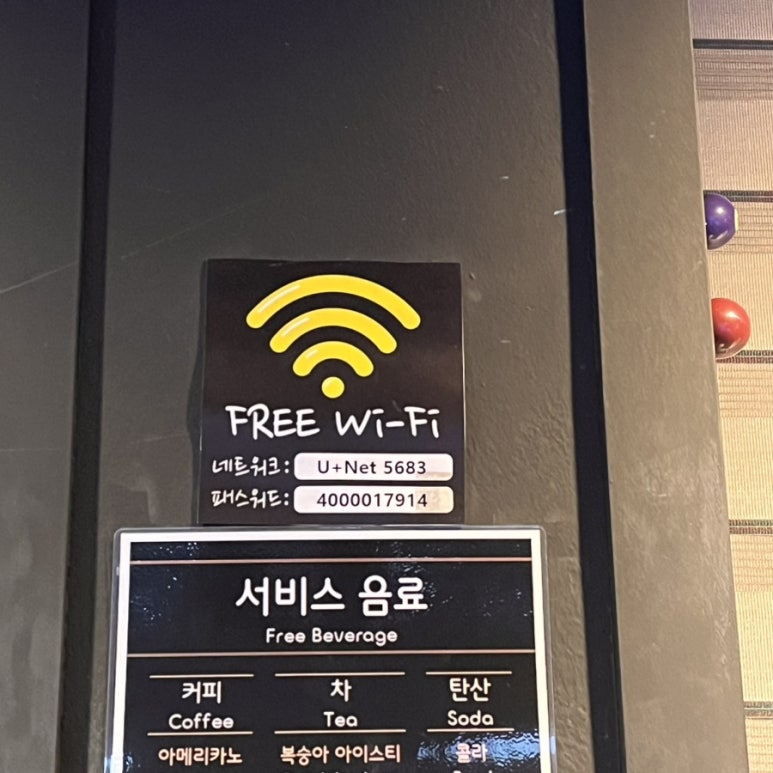 FREE Wi-Fi
네트워크: U+Net 5683
패스워드: 4000017914
서비스 음료
Free Beverage
커피 차 탄산
Coffee Tea Soda
아메리카노 복숭아 아이스티 콜라